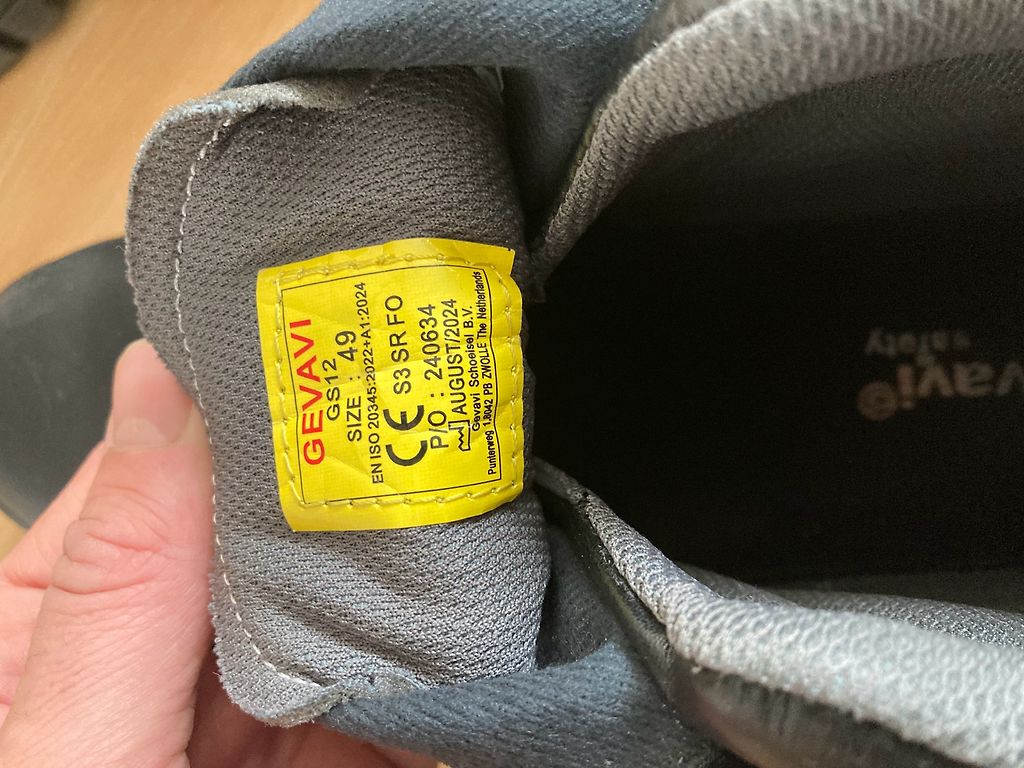 GEVAVI
GS12
SIZE : 49
EN ISO 20345:2022+A1:2024
CE S3 SR FO
P/O : 240634
AUGUST/2024
Gevavi Schoeisel B.V.
Punterweg 1.8042 PB ZWOLLE The Netherlands
vavi®
safety